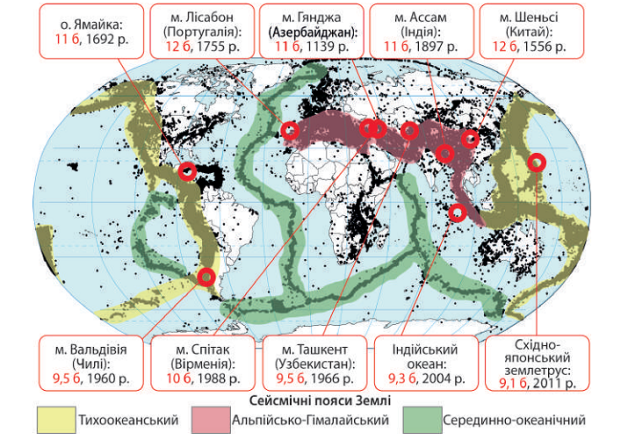 о. Ямайка:
11 б, 1692 р.
м. Лісабон
(Португалія):
12 б, 1755 р.
м. Гянджа
(Азербайджан):
11 б, 1139 р.
м. Ассам
(Індія):
11 б, 1897 р.
м. Шеньсі
(Китай):
12 б, 1556 р.
м. Вальдівія
(Чилі):
9,5 б, 1960 р.
м. Спітак
(Вірменія):
10 б, 1988 р.
м. Ташкент
(Узбекистан):
9,5 б, 1966 р.
Індійський
океан:
9,3 б, 2004 р.
Східно-
японський
землетрус:
9,1 б, 2011 р.
Сейсмічні пояси Землі
Тихоокеанський
Альпійсько-Гімалайський
Серединно-океанічний